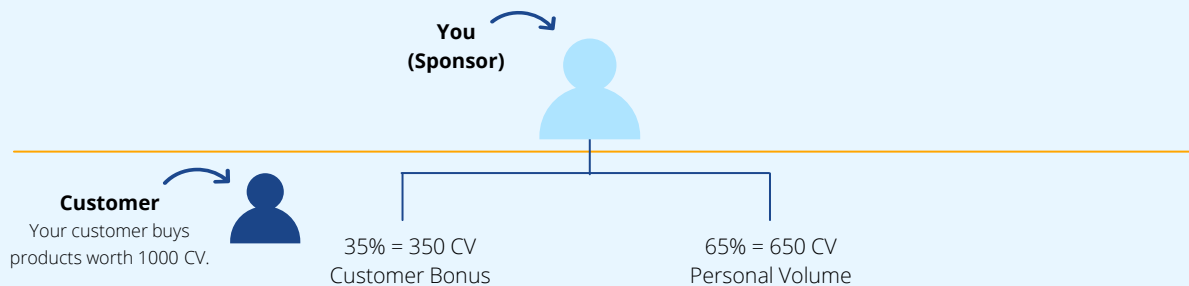 You
(Sponsor)
Customer
Your customer buys
products worth 1000 CV.
35% = 350 CV
Customer Bonus
65% = 650 CV
Personal Volume